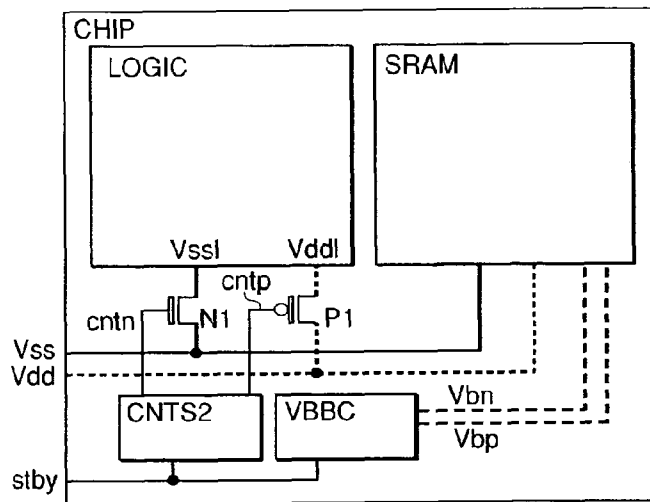 CHIP
LOGIC
SRAM
Vssl
Vddl
cntp
cntn
N1
P1
Vss
Vdd
CNTS2
VBBC
Vbn
Vbp
stby